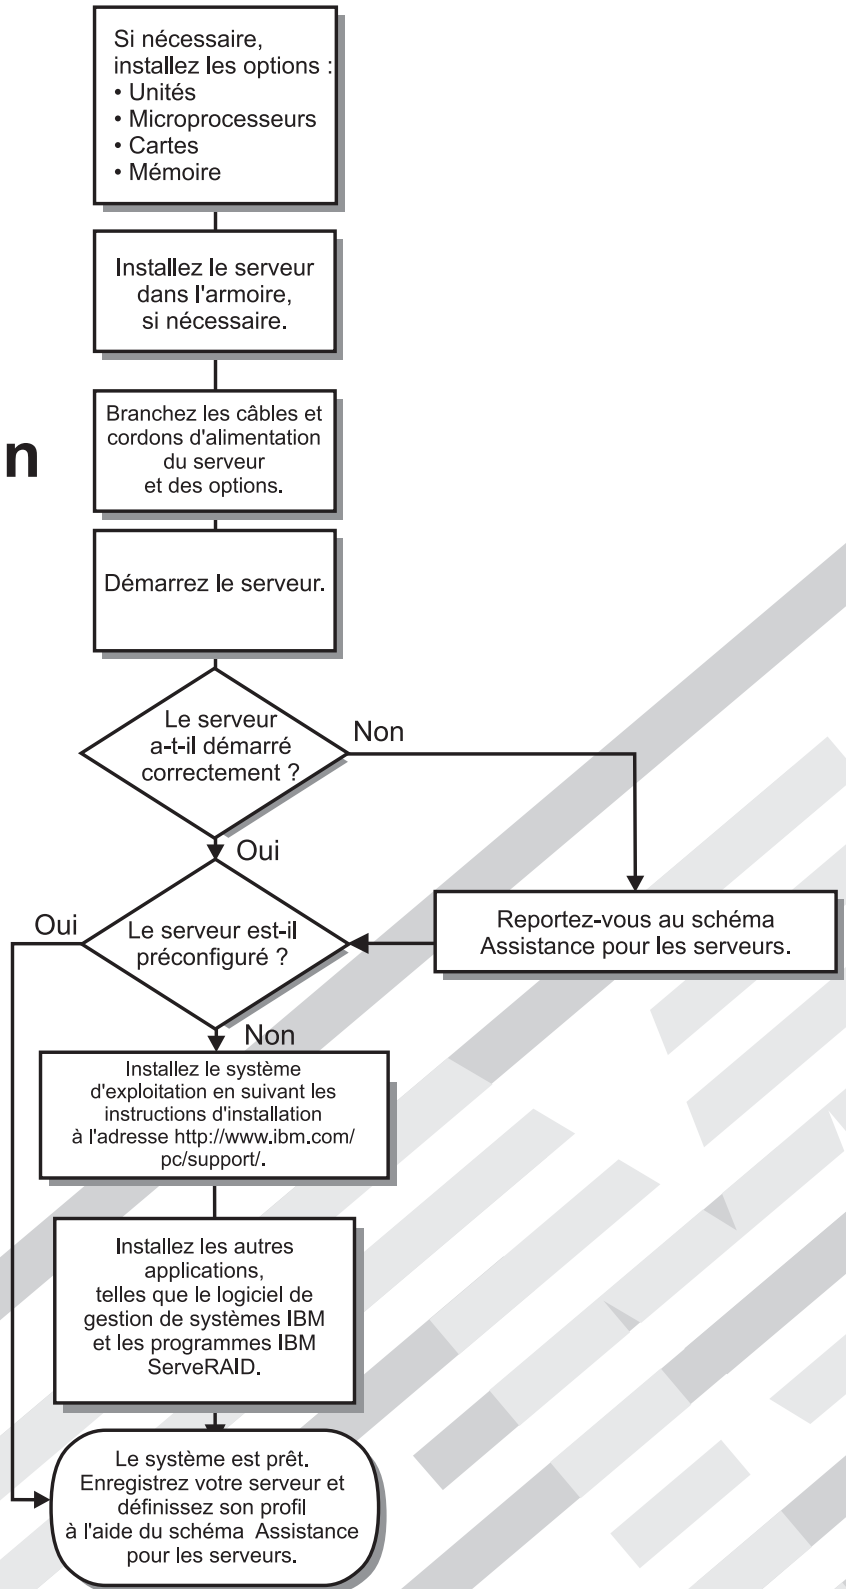 Si nécessaire,
installez les options :
• Unités
• Microprocesseurs
• Cartes
• Mémoire
Installez le serveur
dans l'armoire,
si nécessaire.
Branchez les câbles et
cordons d'alimentation
du serveur
et des options.
n
Démarrez le serveur.
Le serveur
a-t-il démarré
correctement ?
Non
Oui
Reportez-vous au schéma
Assistance pour les serveurs.
Oui
Le serveur est-il
préconfiguré ?
Non
Installez le système
d'exploitation en suivant les
instructions d'installation
à l'adresse http://www.ibm.com/
pc/support/.
Installez les autres
applications,
telles que le logiciel de
gestion de systèmes IBM
et les programmes IBM
ServeRAID.
Le système est prêt.
Enregistrez votre serveur et
définissez son profil
à l'aide du schéma Assistance
pour les serveurs.